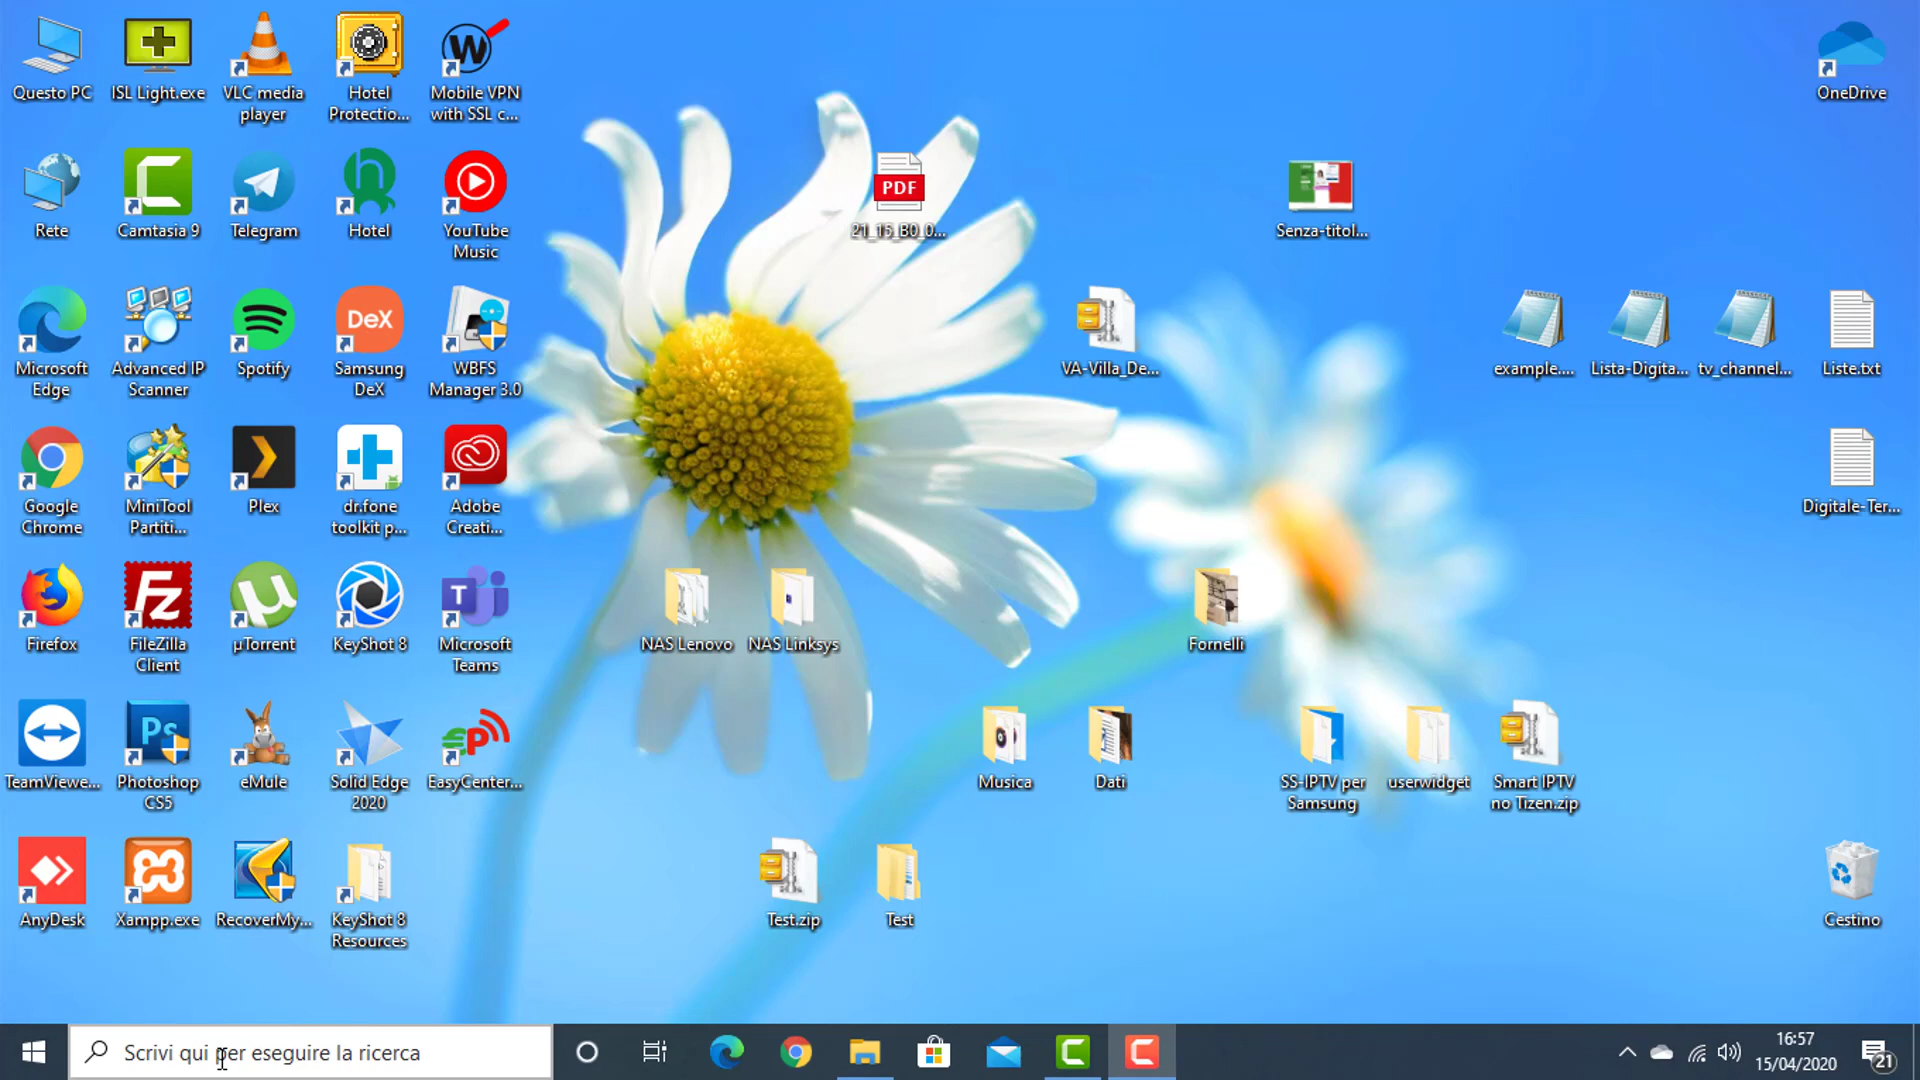 Questo PC
ISL Light.exe
VLC media
player
Hotel
Protectio...
W
Mobile VPN
with SSL c...
OneDrive
Rete
Camtasia 9
Telegram
Hotel
YouTube
Music
PDF
21_15_B0_0...
Senza-titol...
Microsoft
Edge
Advanced IP
Scanner
Spotify
DeX
Samsung
DeX
WBFS
Manager 3.0
VA-Villa_De...
example....
Lista-Digita...
tv_channel...
Liste.txt
Google
Chrome
MiniTool
Partiti...
Plex
dr.fone
toolkit p...
Adobe
Creati...
Digitale-Ter...
Firefox
Fz
FileZilla
Client
µTorrent
KeyShot 8
T
Microsoft
Teams
NAS Lenovo
NAS Linksys
Fornelli
TeamViewe...
Ps
Photoshop
CS5
eMule
Solid Edge
2020
ep
EasyCenter...
Musica
Dati
SS-IPTV per
Samsung
userwidget
Smart IPTV
no Tizen.zip
AnyDesk
Xampp.exe
RecoverMy...
KeyShot 8
Resources
Test.zip
Test
Cestino
Scrivi qui per eseguire la ricerca
16:57
15/04/2020
21